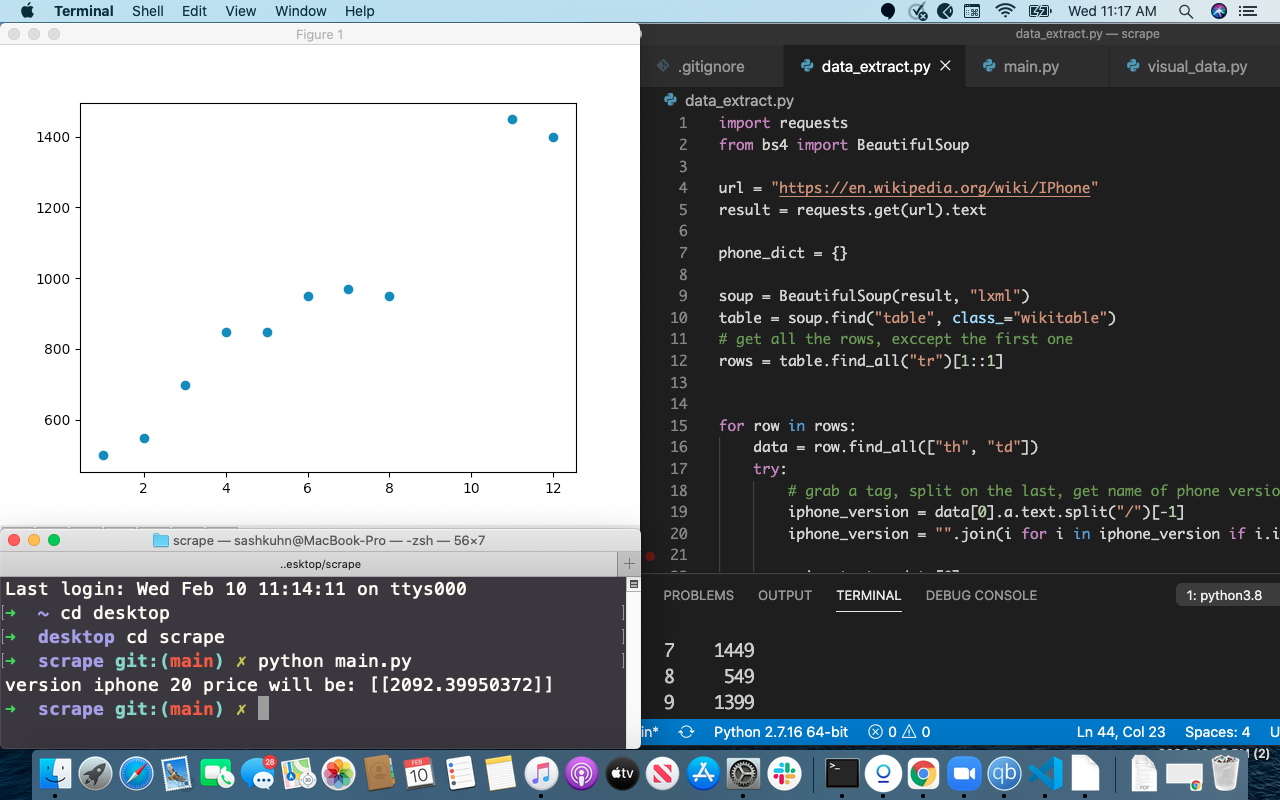 Terminal Shell Edit View Window Help Wed 11:17 AM
Figure 1
1400
1200
1000
800
600
2 4 6 8 10 12
data_extract.py — scrape
.gitignore data_extract.py main.py visual_data.py
data_extract.py
1 import requests
2 from bs4 import BeautifulSoup
3
4 url = "https://en.wikipedia.org/wiki/IPhone"
5 result = requests.get(url).text
6
7 phone_dict = {}
8
9 soup = BeautifulSoup(result, "lxml")
10 table = soup.find("table", class_="wikitable")
11 # get all the rows, exccept the first one
12 rows = table.find_all("tr")[1::1]
13
14
15 for row in rows:
16 data = row.find_all(["th", "td"])
17 try:
18 # grab a tag, split on the last, get name of phone versio
19 iphone_version = data[0].a.text.split("/")[-1]
20 iphone_version = "".join(i for i in iphone_version if i.i
21
PROBLEMS OUTPUT TERMINAL DEBUG CONSOLE 1: python3.8
7 1449
8 549
9 1399
in* Python 2.7.16 64-bit 0 0 Ln 44, Col 23 Spaces: 4 U
scrape — sashkuhn@MacBook-Pro — -zsh — 56×7
..esktop/scrape
Last login: Wed Feb 10 11:14:11 on ttys000
➜ ~ cd desktop
➜ desktop cd scrape
➜ scrape git:(main) ✗ python main.py
version iphone 20 price will be: [[2092.39950372]]
➜ scrape git:(main) ✗
28
FEB
10
tv
qb
(2)